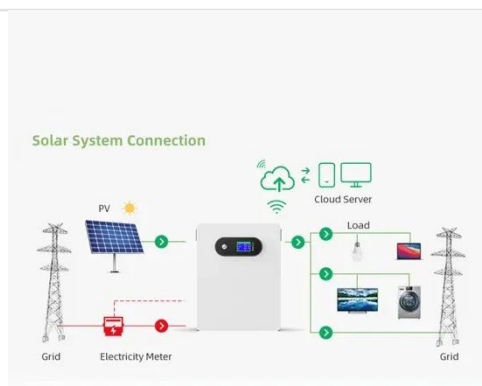 Solar System Connection
Cloud Server
PV
Load
Grid
Electricity Meter
Grid